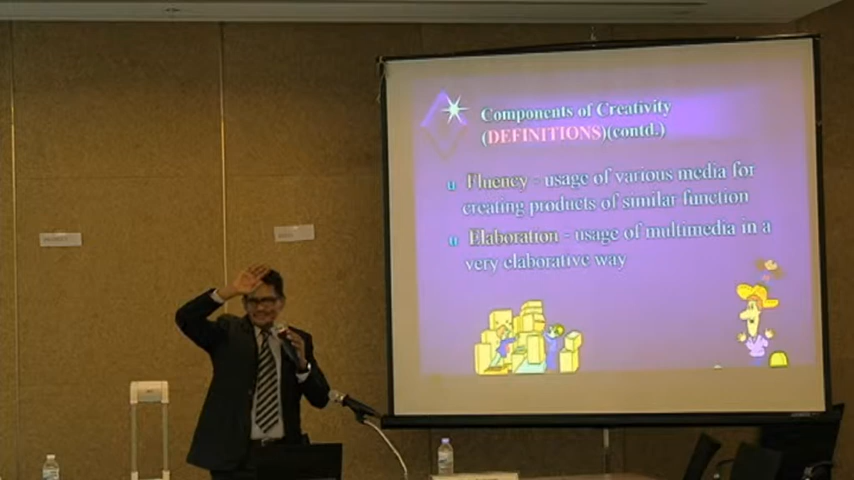 Components of Creativity
(DEFINITIONS)(contd.)
Fluency - usage of various media for
creating products of similar function
Elaboration - usage of multimedia in a
very elaborative way